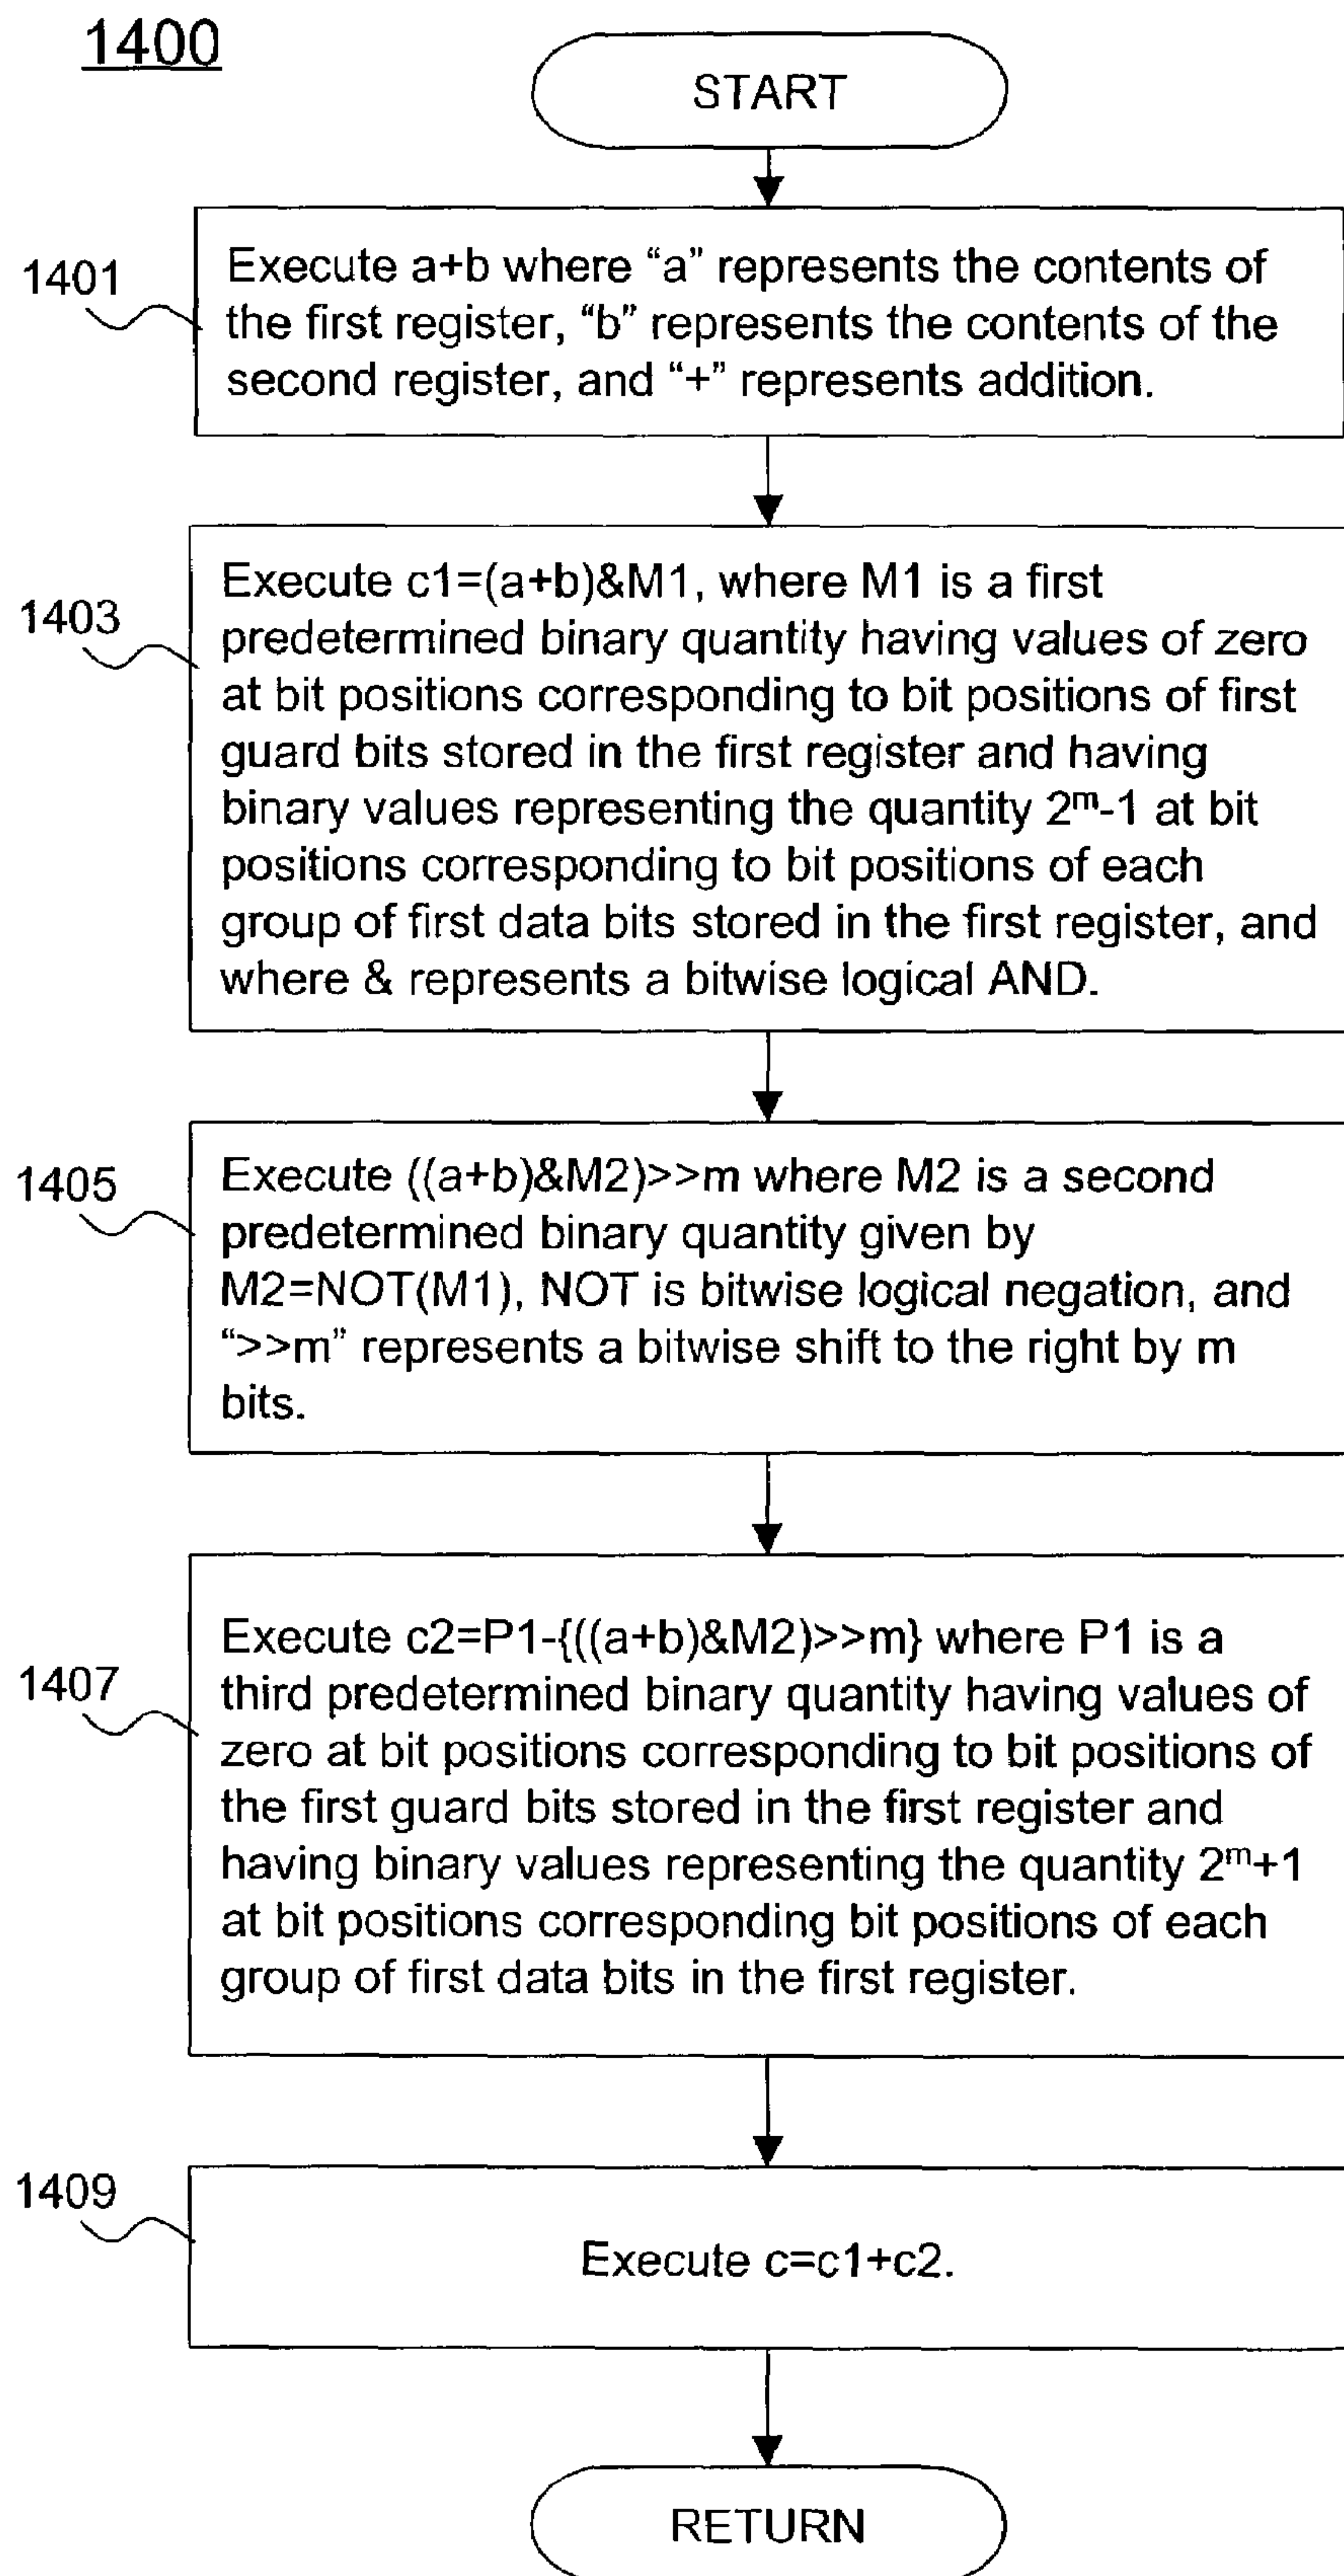 1400
START
1401
Execute a+b where “a” represents the contents of
the first register, “b” represents the contents of the
second register, and “+” represents addition.
1403
Execute c1=(a+b)&M1, where M1 is a first
predetermined binary quantity having values of zero
at bit positions corresponding to bit positions of first
guard bits stored in the first register and having
binary values representing the quantity 2ᵐ-1 at bit
positions corresponding to bit positions of each
group of first data bits stored in the first register, and
where & represents a bitwise logical AND.
1405
Execute ((a+b)&M2)>>m where M2 is a second
predetermined binary quantity given by
M2=NOT(M1), NOT is bitwise logical negation, and
“>>m” represents a bitwise shift to the right by m
bits.
1407
Execute c2=P1-{((a+b)&M2)>>m} where P1 is a
third predetermined binary quantity having values of
zero at bit positions corresponding to bit positions of
the first guard bits stored in the first register and
having binary values representing the quantity 2ᵐ+1
at bit positions corresponding bit positions of each
group of first data bits in the first register.
1409
Execute c=c1+c2.
RETURN